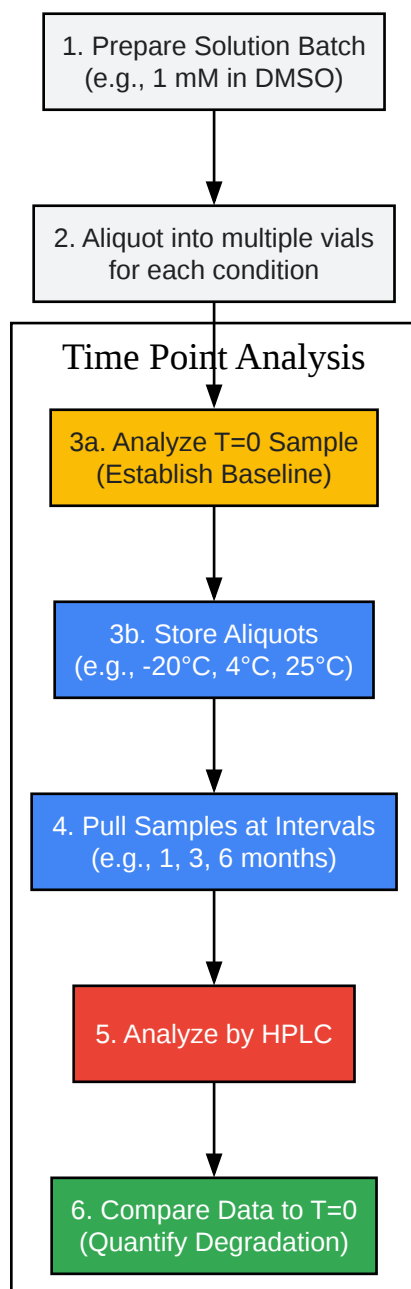 1. Prepare Solution Batch
(e.g., 1 mM in DMSO)
2. Aliquot into multiple vials
for each condition
Time Point Analysis
3a. Analyze T=0 Sample
(Establish Baseline)
3b. Store Aliquots
(e.g., -20°C, 4°C, 25°C)
4. Pull Samples at Intervals
(e.g., 1, 3, 6 months)
5. Analyze by HPLC
6. Compare Data to T=0
(Quantify Degradation)